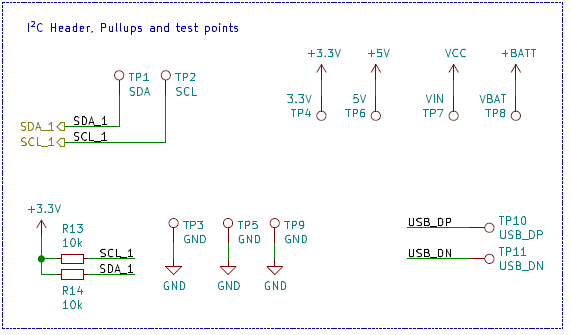 I²C Header, Pullups and test points
+3.3V
+5V
VCC
+BATT
TP1
SDA
TP2
SCL
3.3V
TP4
5V
TP6
VIN
TP7
VBAT
TP8
SDA_1
SDA_1
SCL_1
SCL_1
+3.3V
R13
10k
SCL_1
SDA_1
R14
10k
TP3
GND
GND
TP5
GND
GND
TP9
GND
GND
USB_DP
TP10
USB_DP
USB_DN
TP11
USB_DN